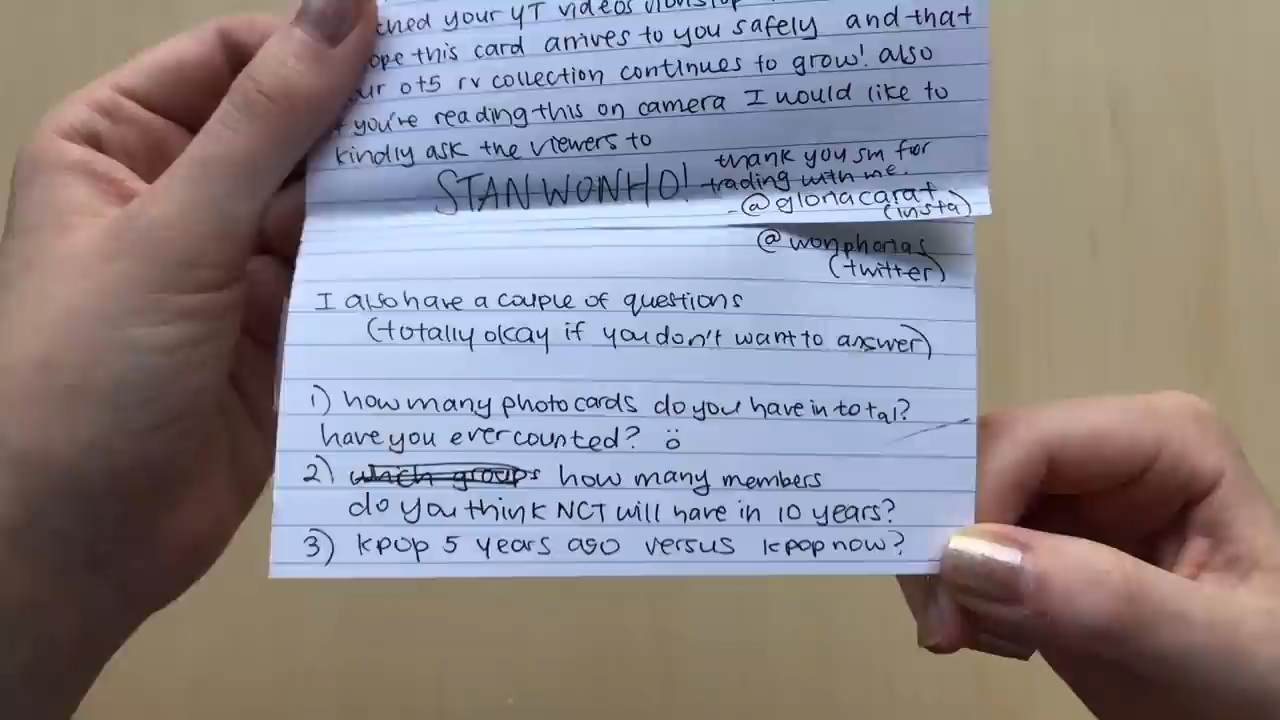 your YT videos nonstop
this card arrives to you safely and that
ot5 rv collection continues to grow! also
you're reading this on camera I would like to
kindly ask the viewers to
STAN WONHO! thank you sm for
trading with me.
- @glonacarat
(insta)
@wonphorias
(twitter)
I also have a couple of questions
(totally okay if you don't want to answer)
1) how many photocards do you have in total?
have you ever counted? ö
2) which groups how many members
do you think NCT will have in 10 years?
3) kpop 5 years ago versus kpop now?